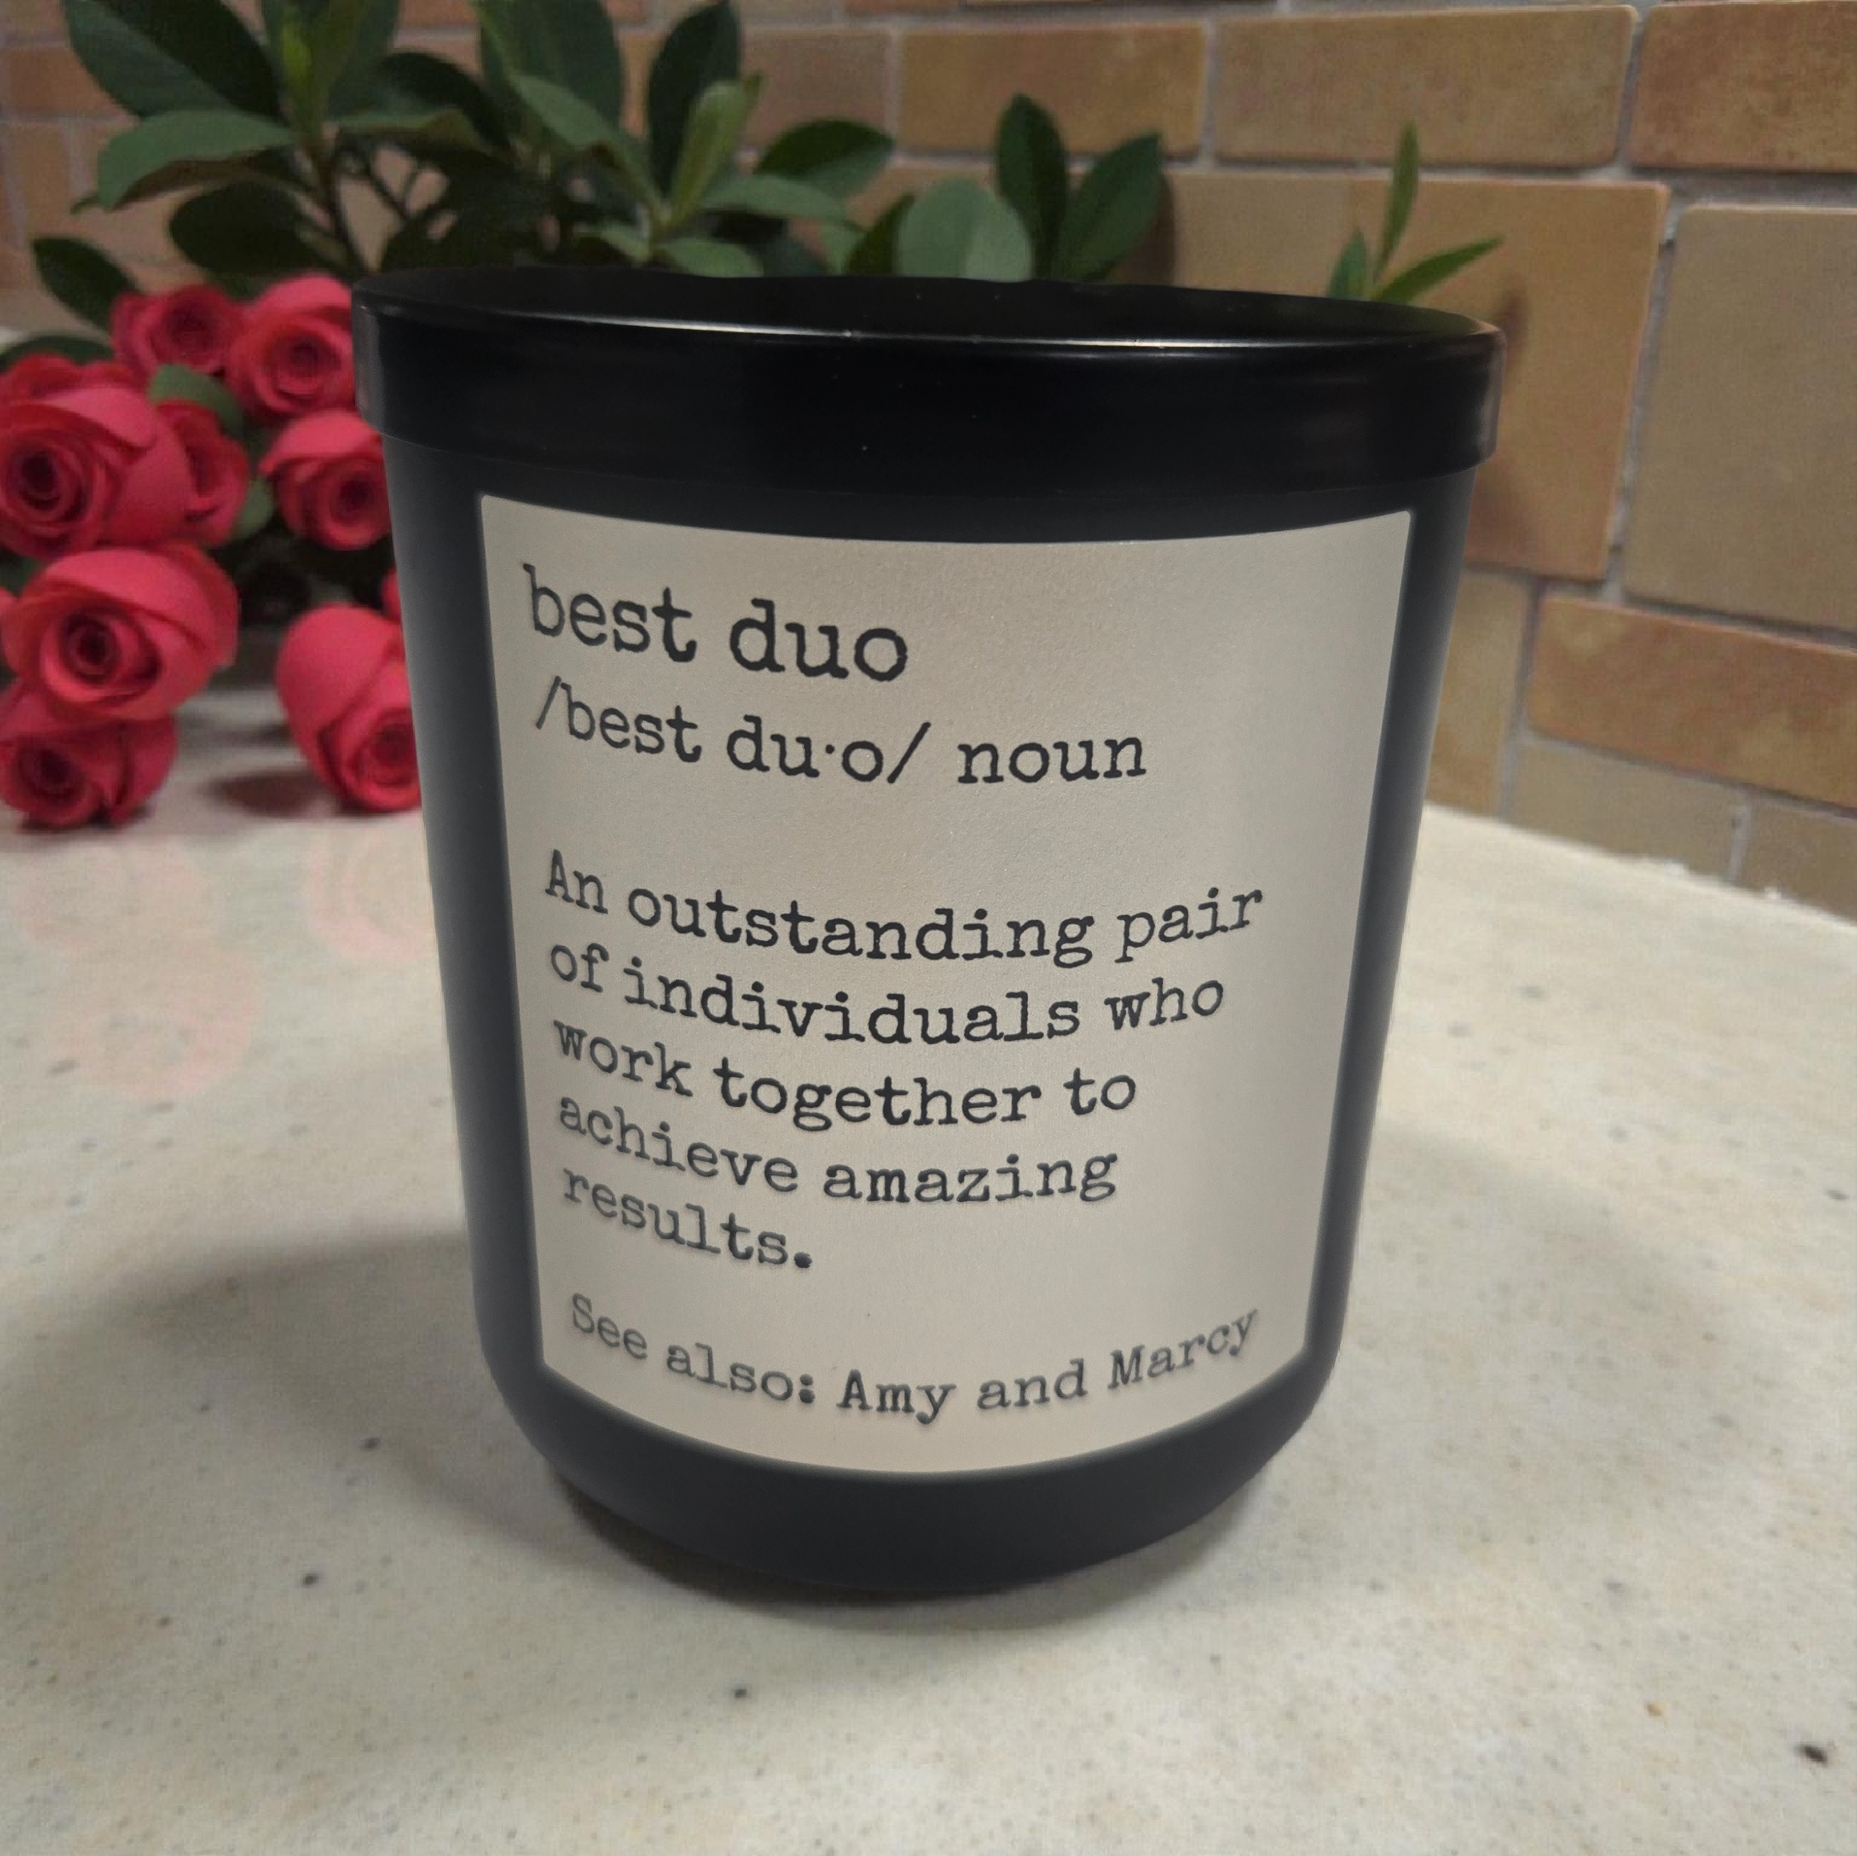 best duo
/best du·o/ noun
An outstanding pair
of individuals who
work together to
achieve amazing
results.
See also: Amy and Marcy